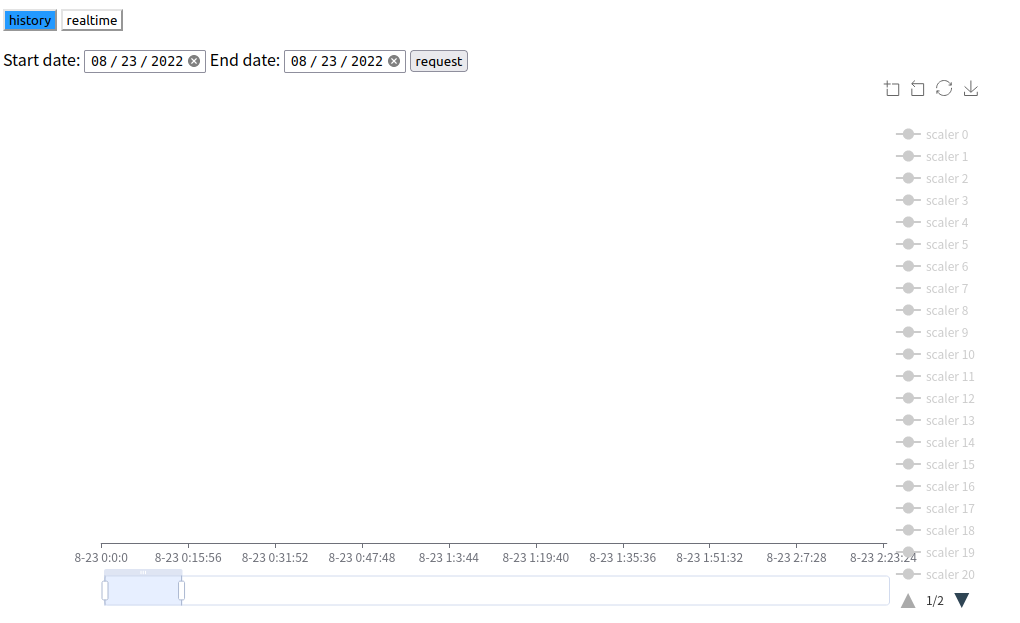 history realtime
Start date: 08 / 23 / 2022 End date: 08 / 23 / 2022 request
scaler 0
scaler 1
scaler 2
scaler 3
scaler 4
scaler 5
scaler 6
scaler 7
scaler 8
scaler 9
scaler 10
scaler 11
scaler 12
scaler 13
scaler 14
scaler 15
scaler 16
scaler 17
scaler 18
scaler 19
8-23 0:0:0 8-23 0:15:56 8-23 0:31:52 8-23 0:47:48 8-23 1:3:44 8-23 1:19:40 8-23 1:35:36 8-23 1:51:32 8-23 2:7:28 8-23 2:23:24
scaler 20
1/2